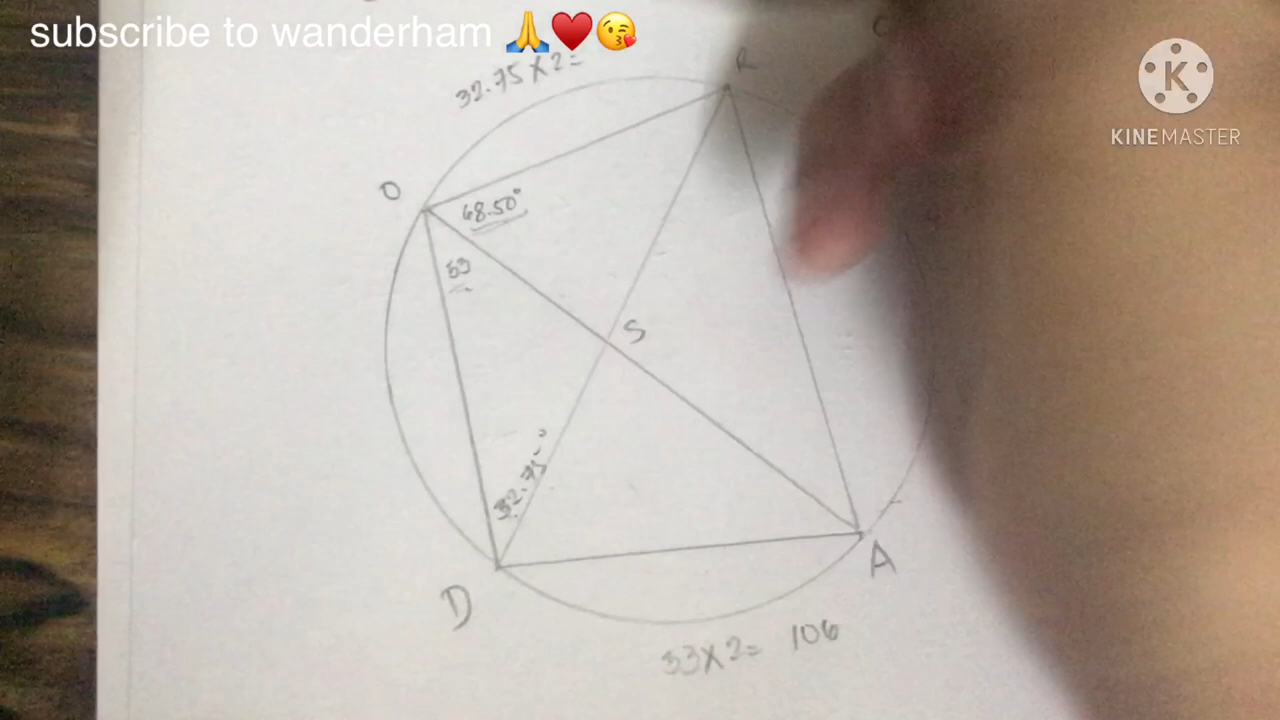 subscribe to wanderham 🙏♥️😘
KINEMASTER
32.75 X 2 =
R
O
68.50°
53
S
32.75°
D
A
53 X 2 = 106